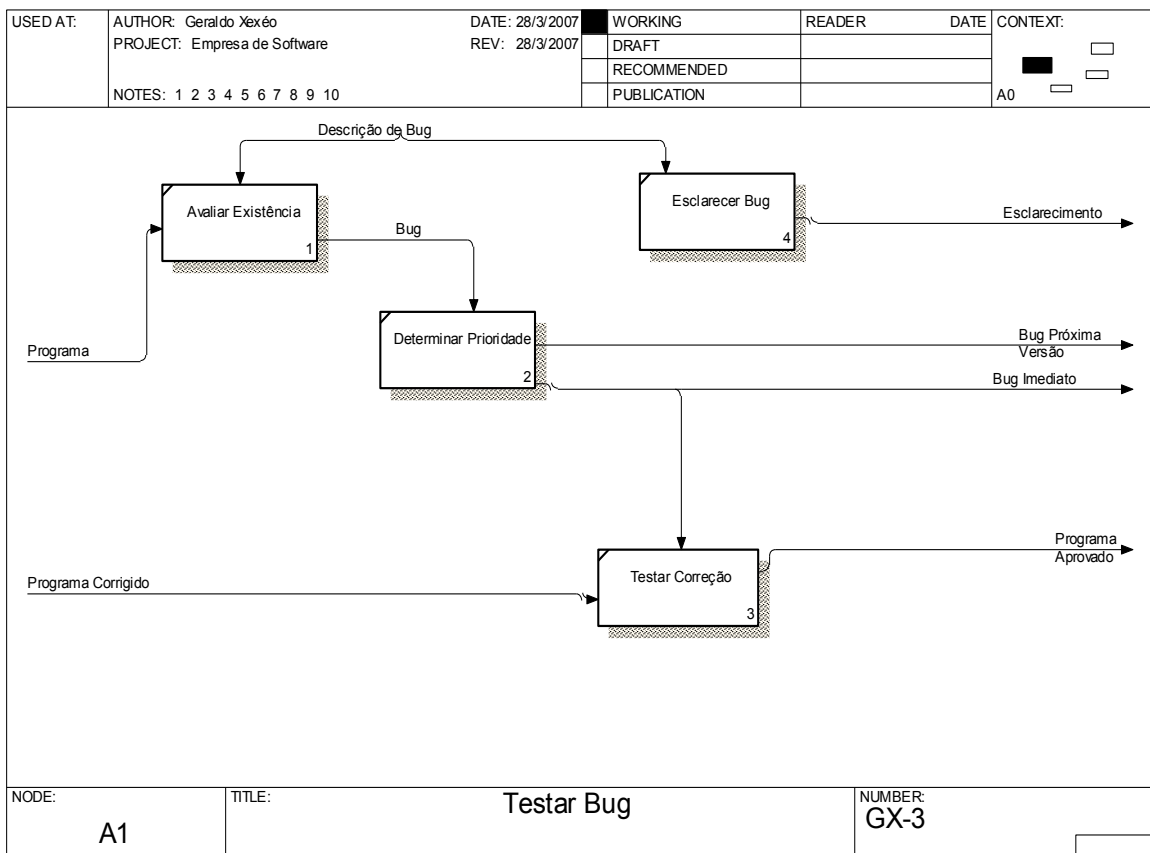 USED AT:
AUTHOR: Geraldo Xexéo
DATE: 28/3/2007
PROJECT: Empresa de Software
REV: 28/3/2007
NOTES: 1 2 3 4 5 6 7 8 9 10
WORKING
DRAFT
RECOMMENDED
PUBLICATION
READER DATE
CONTEXT:
A0
Descrição de Bug
Avaliar Existência
1
Esclarecer Bug
4
Esclarecimento
Bug
Programa
Determinar Prioridade
2
Bug Próxima
Versão
Bug Imediato
Programa
Aprovado
Programa Corrigido
Testar Correção
3
NODE:
A1
TITLE:
Testar Bug
NUMBER:
GX-3